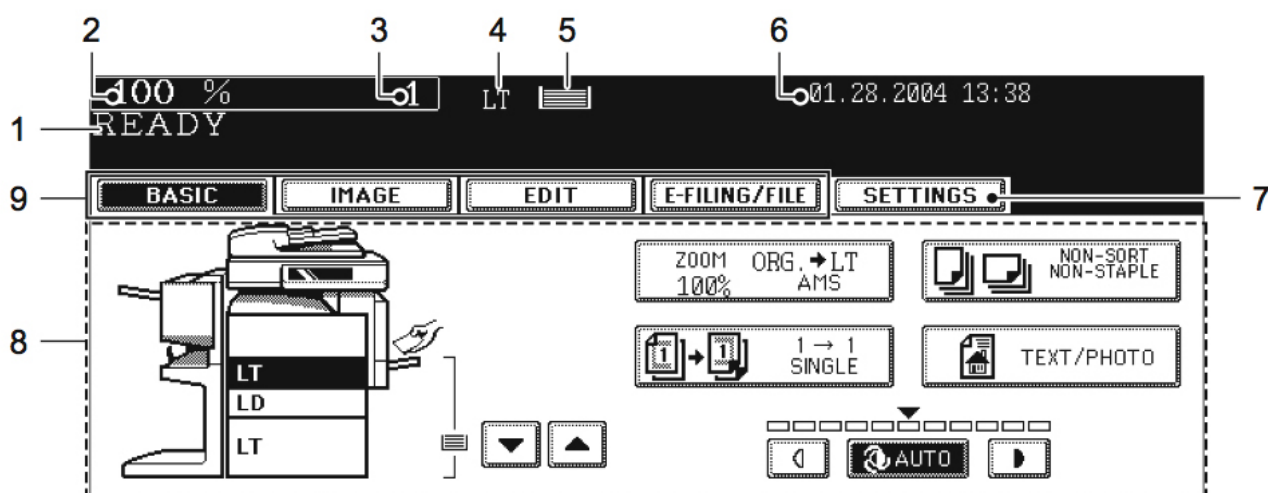 2 3 4 5 6
100 % 1 LT 01.28.2004 13:38
1
READY
9
BASIC IMAGE EDIT E-FILING/FILE SETTINGS
7
ZOOM ORG.➔LT
100% AMS
NON-SORT
NON-STAPLE
8
1 1
1 → 1
SINGLE
TEXT/PHOTO
LT
LD
LT
AUTO